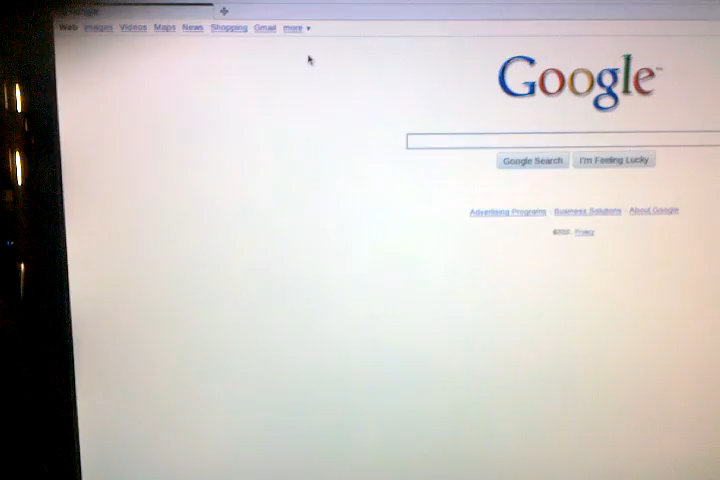 Web Images Videos Maps News Shopping Gmail more ▾
Google™
Google Search I'm Feeling Lucky
Advertising Programs - Business Solutions - About Google
Privacy